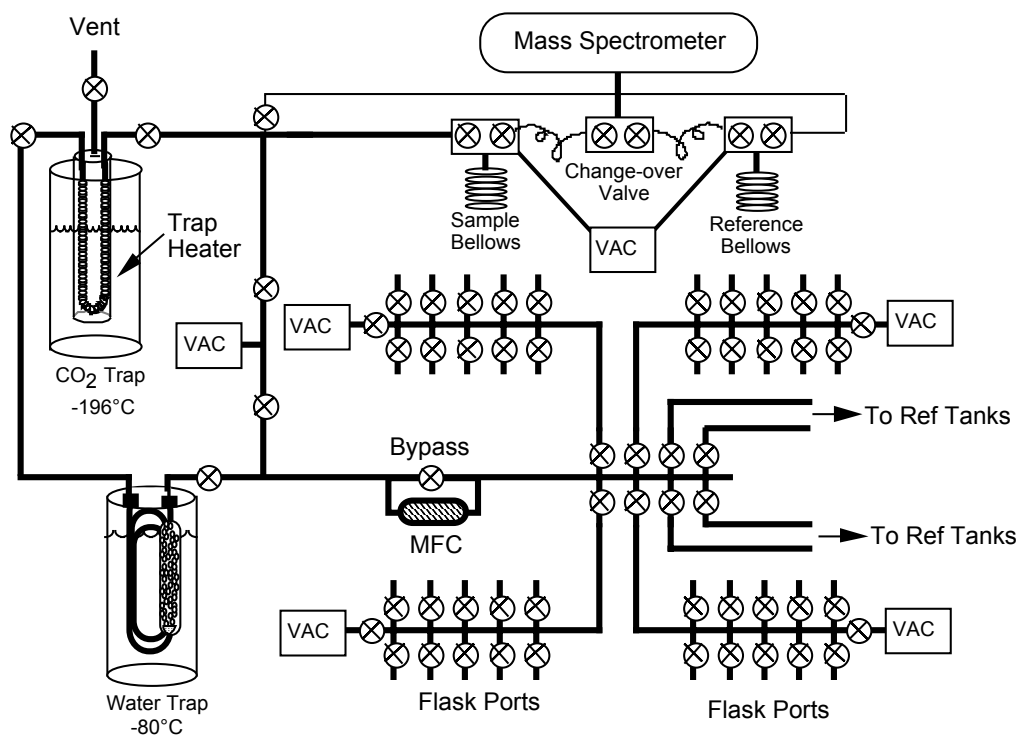 Vent
Mass Spectrometer
Change-over
Valve
Trap
Heater
Sample
Bellows
Reference
Bellows
VAC
VAC
VAC
VAC
CO2 Trap
-196°C
To Ref Tanks
Bypass
MFC
To Ref Tanks
VAC
VAC
Flask Ports
Flask Ports
Water Trap
-80°C